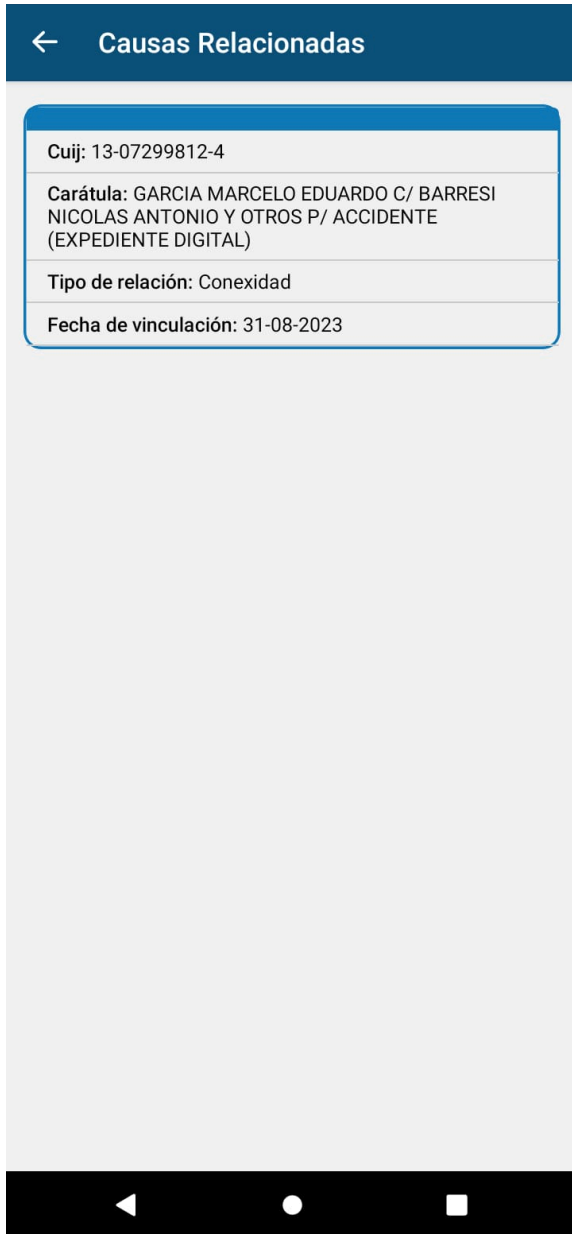 Causas Relacionadas
Cuij: 13-07299812-4
Carátula: GARCIA MARCELO EDUARDO C/ BARRESI
NICOLAS ANTONIO Y OTROS P/ ACCIDENTE
(EXPEDIENTE DIGITAL)
Tipo de relación: Conexidad
Fecha de vinculación: 31-08-2023